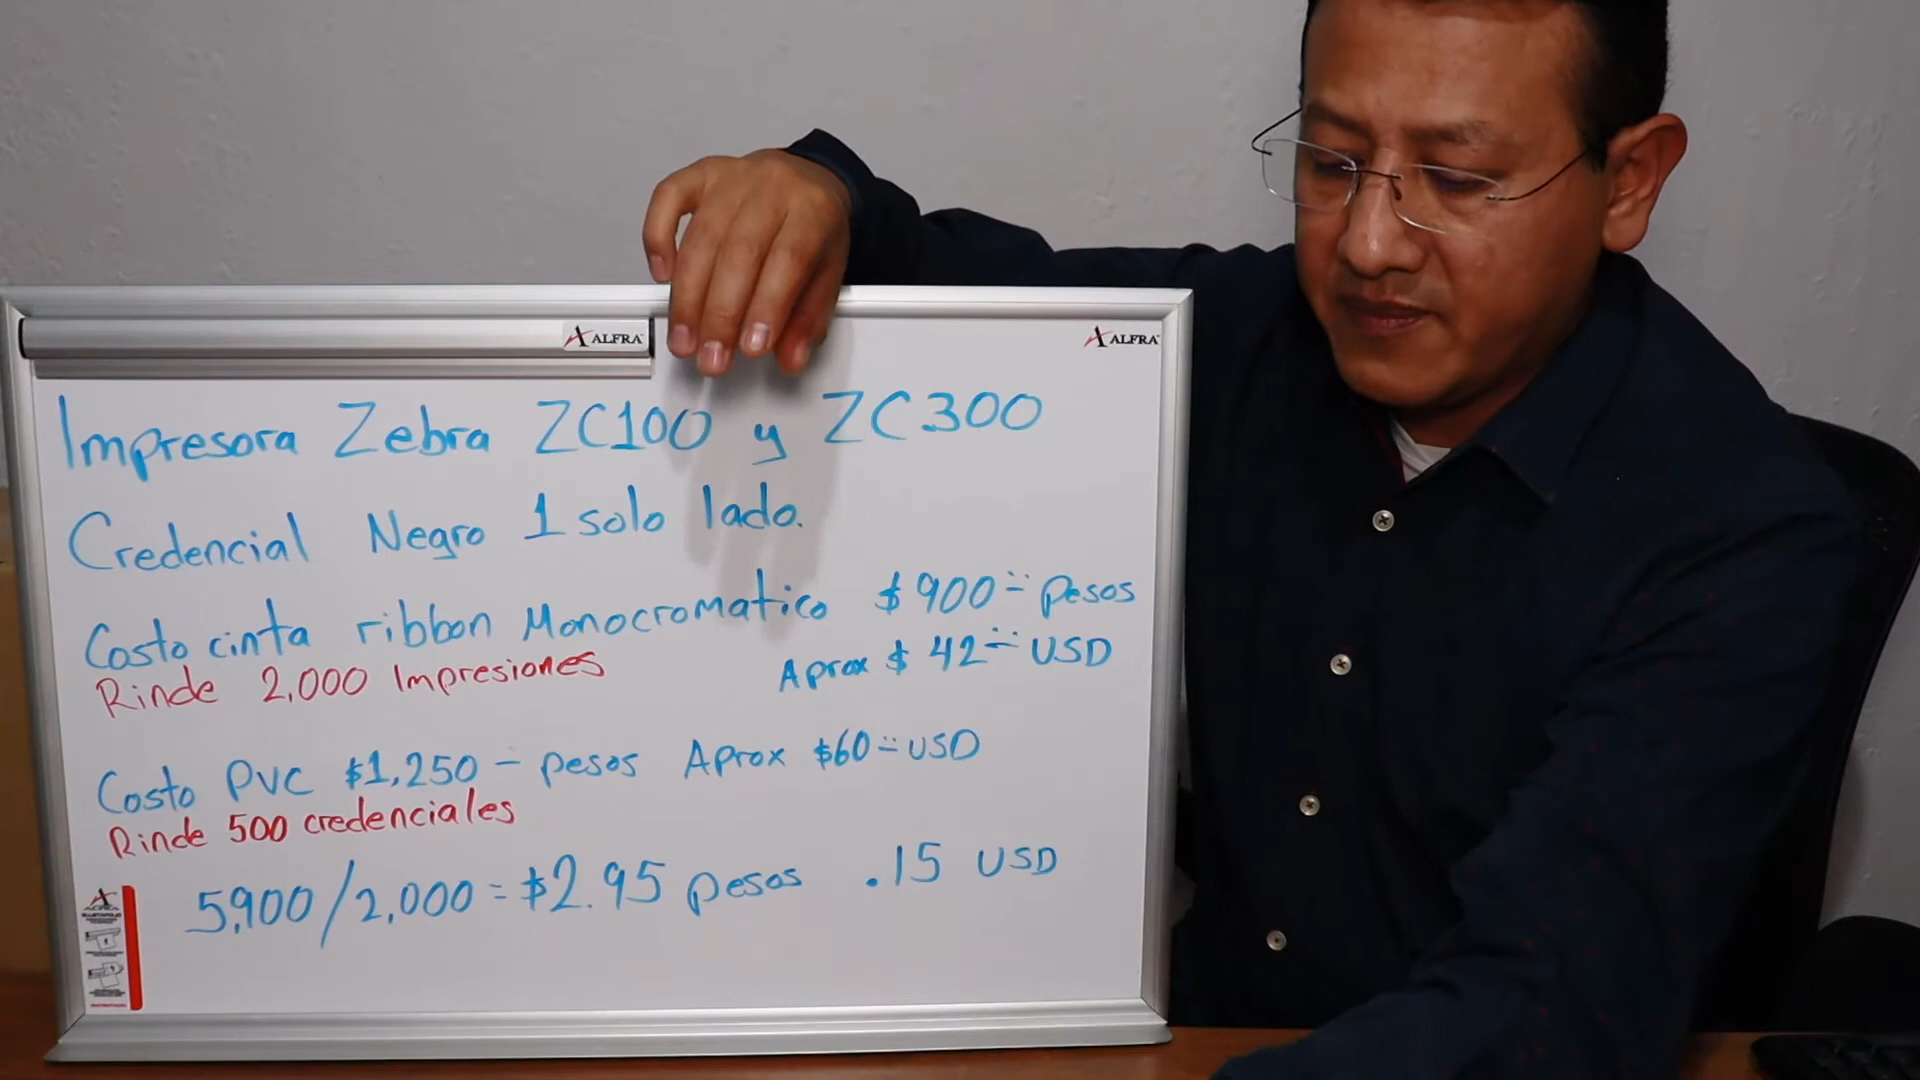 ALFRA
ALFRA
Impresora Zebra ZC100 y ZC300
Credencial Negro 1 solo lado.
Costo cinta ribbon Monocromatico $900.- pesos
Rinde 2,000 Impresiones Aprox $42.- USD
Costo PVC $1,250- pesos Aprox $60.- USD
Rinde 500 credenciales
5,900/2,000 = $2.95 pesos .15 USD